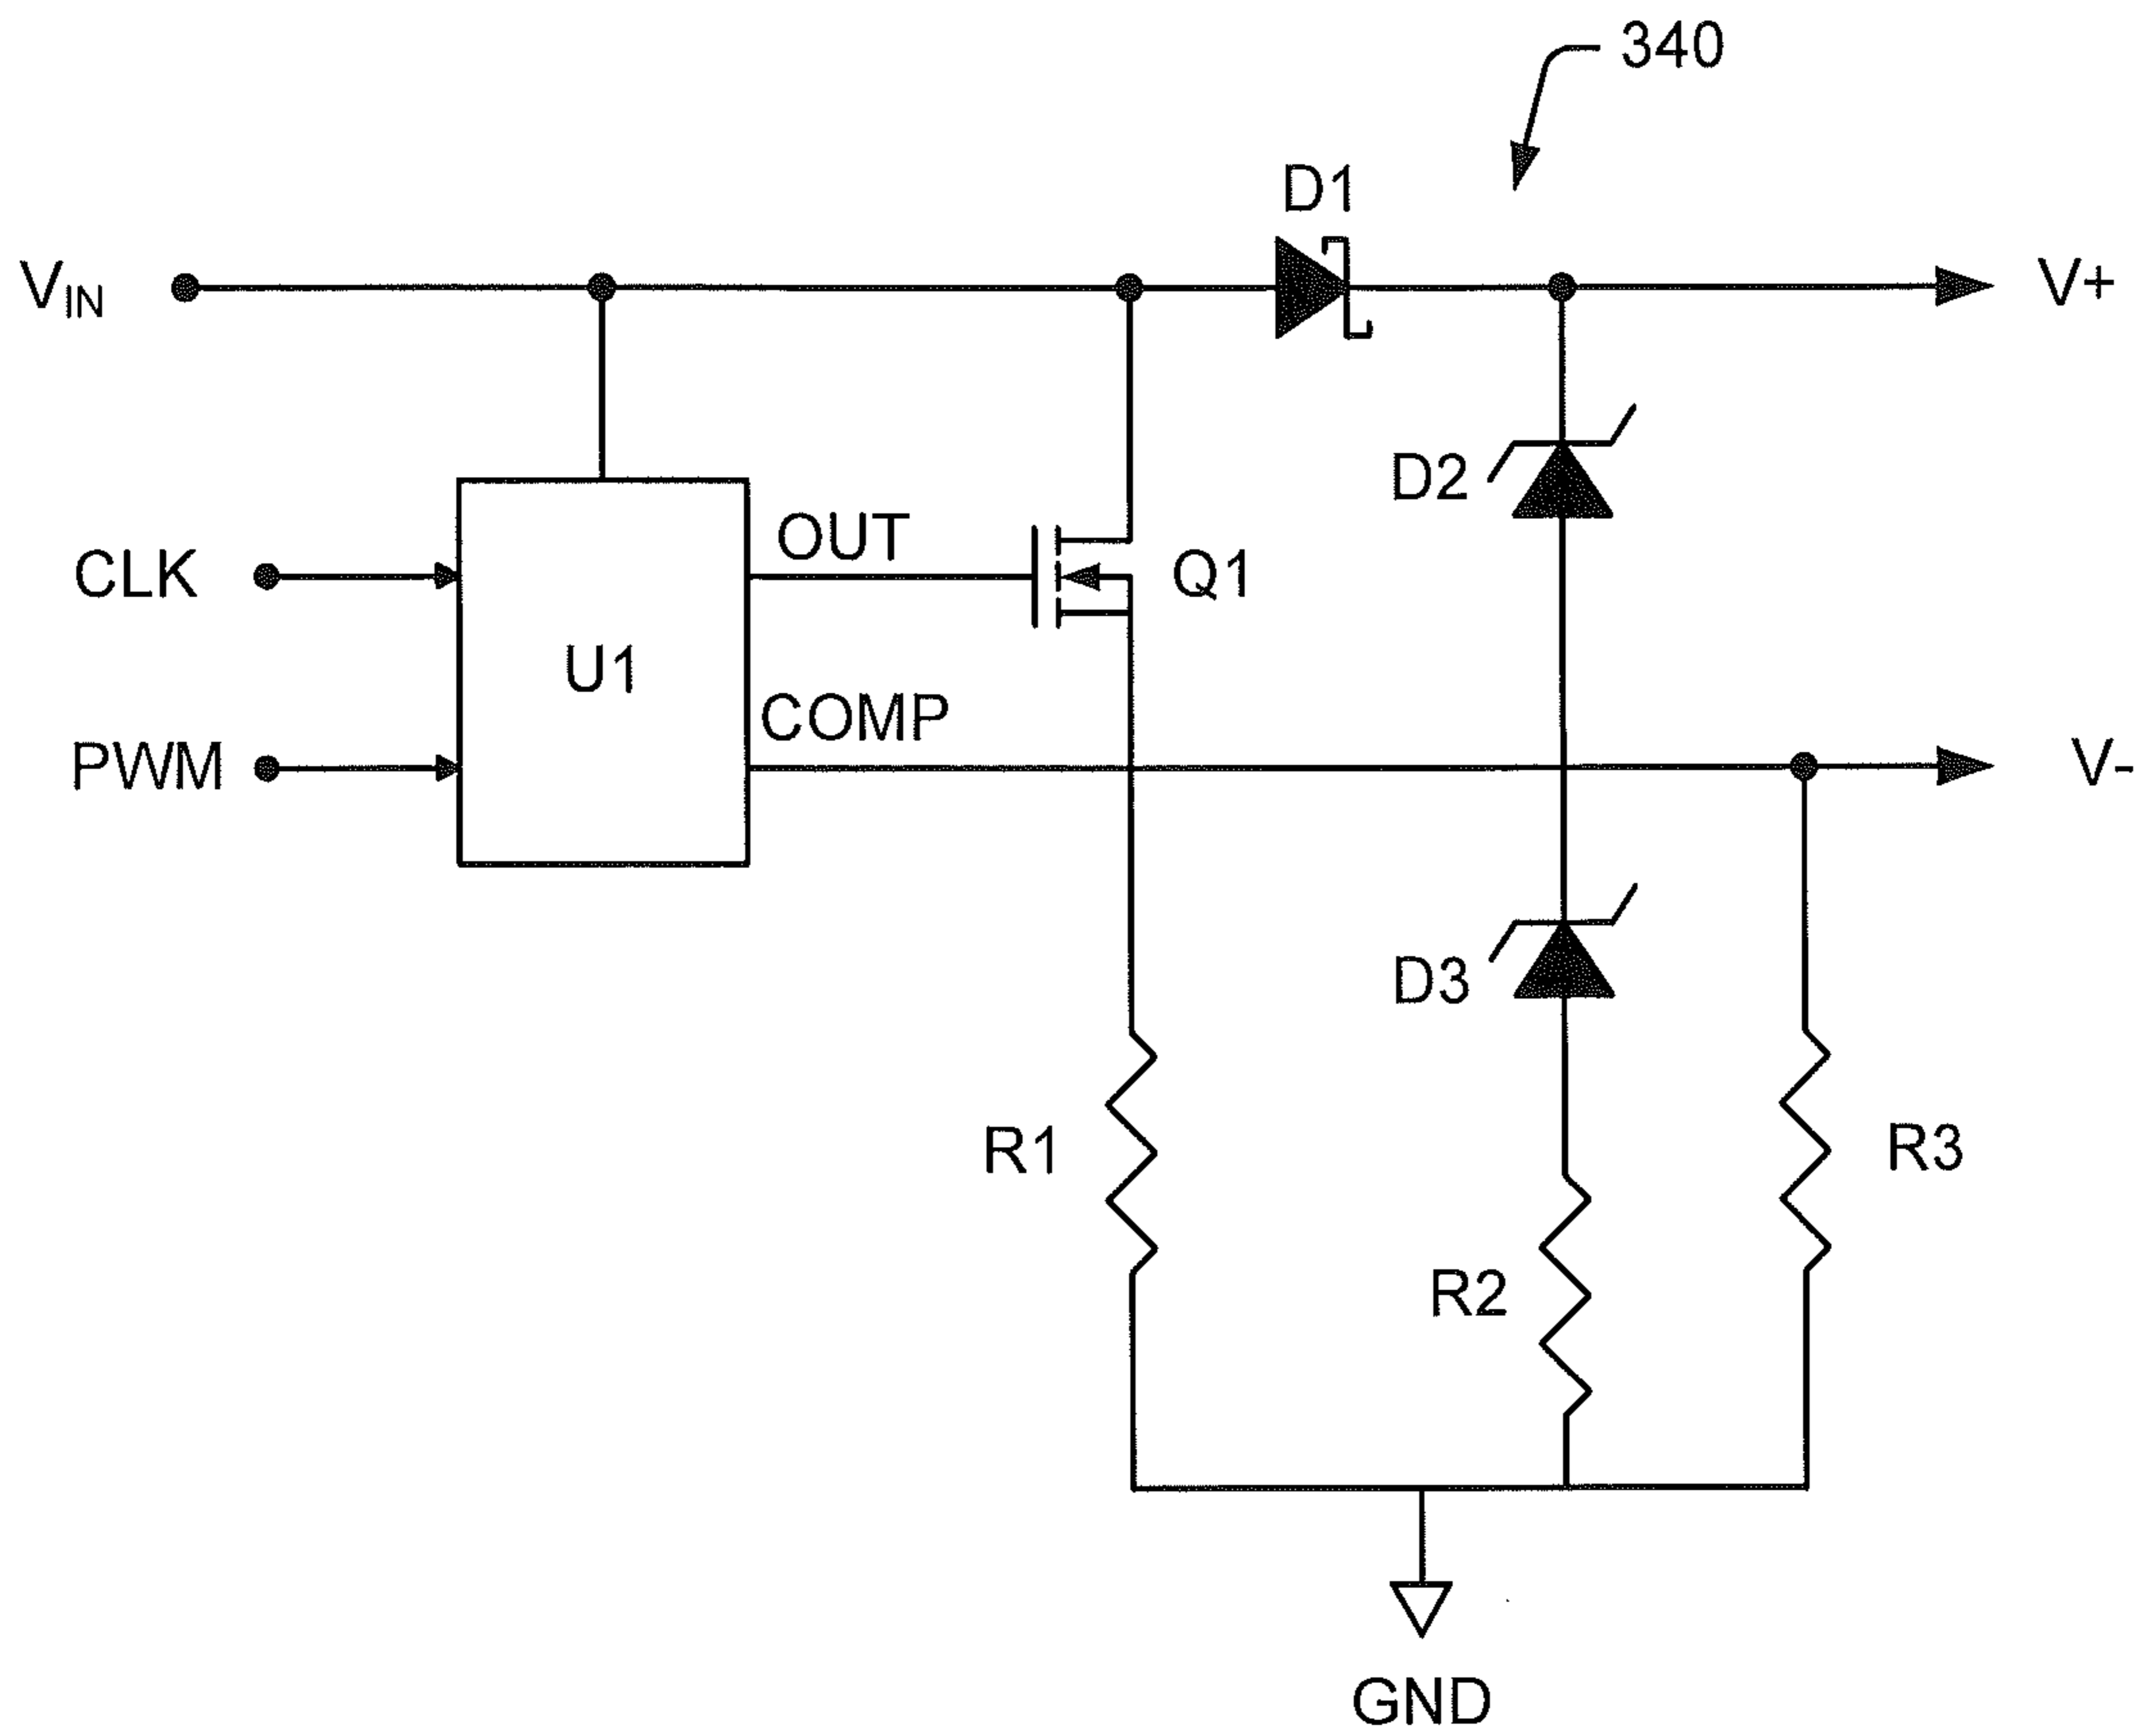 340
D1
VIN
V+
D2
OUT
CLK
Q1
U1
COMP
PWM
V-
D3
R1
R3
R2
GND